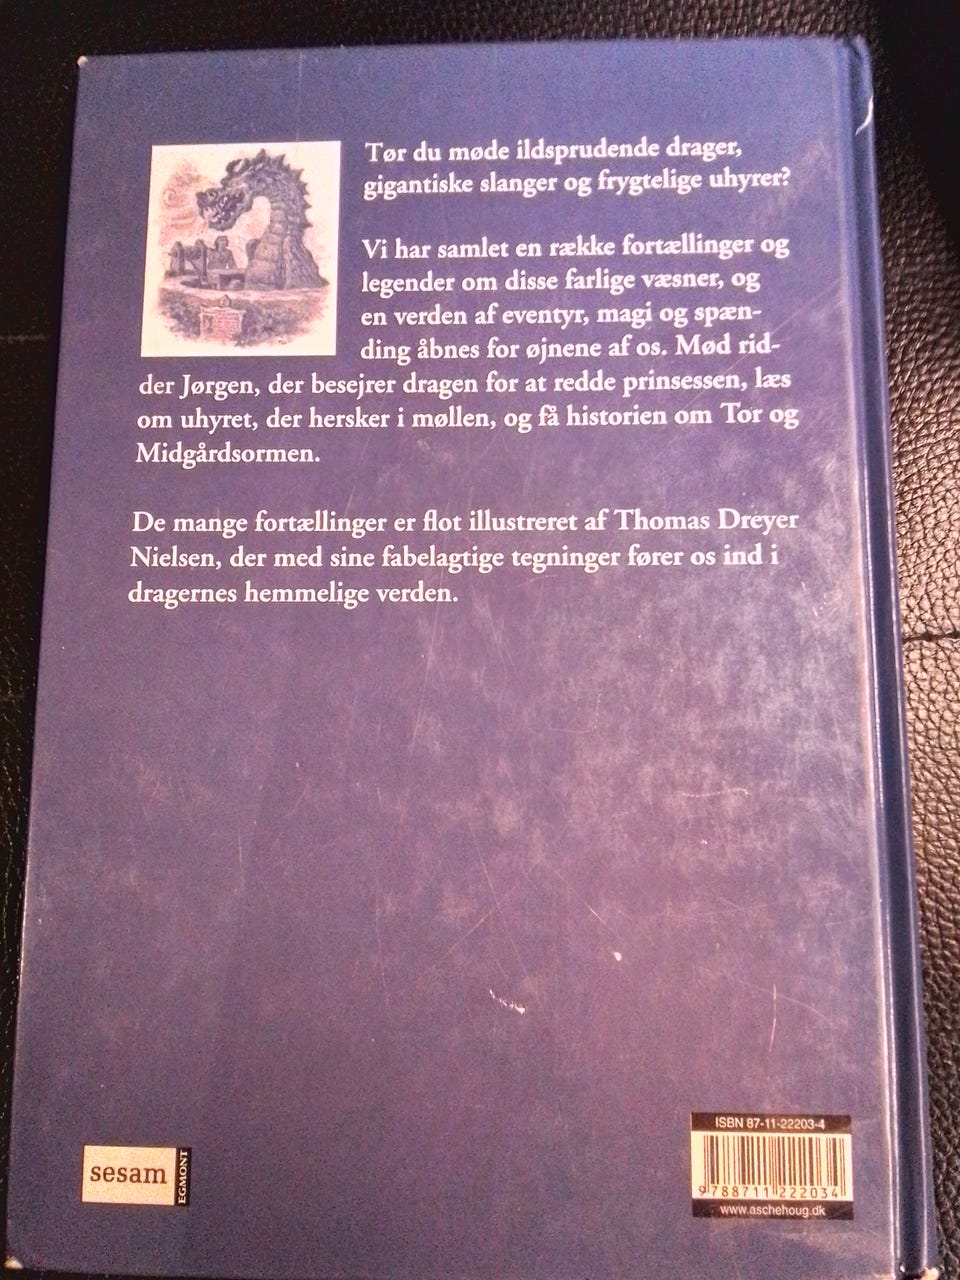 Tør du møde ildsprudende drager,
gigantiske slanger og frygtelige uhyrer?
Vi har samlet en række fortællinger og
legender om disse farlige væsner, og
en verden af eventyr, magi og spæn-
ding åbnes for øjnene af os. Mød rid-
der Jørgen, der besejrer dragen for at redde prinsessen, læs
om uhyret, der hersker i møllen, og få historien om Tor og
Midgårdsormen.
De mange fortællinger er flot illustreret af Thomas Dreyer
Nielsen, der med sine fabelagtige tegninger fører os ind i
dragernes hemmelige verden.
sesam
EGMONT
ISBN 87-11-22203-4
9 788711 222034
www.aschehoug.dk